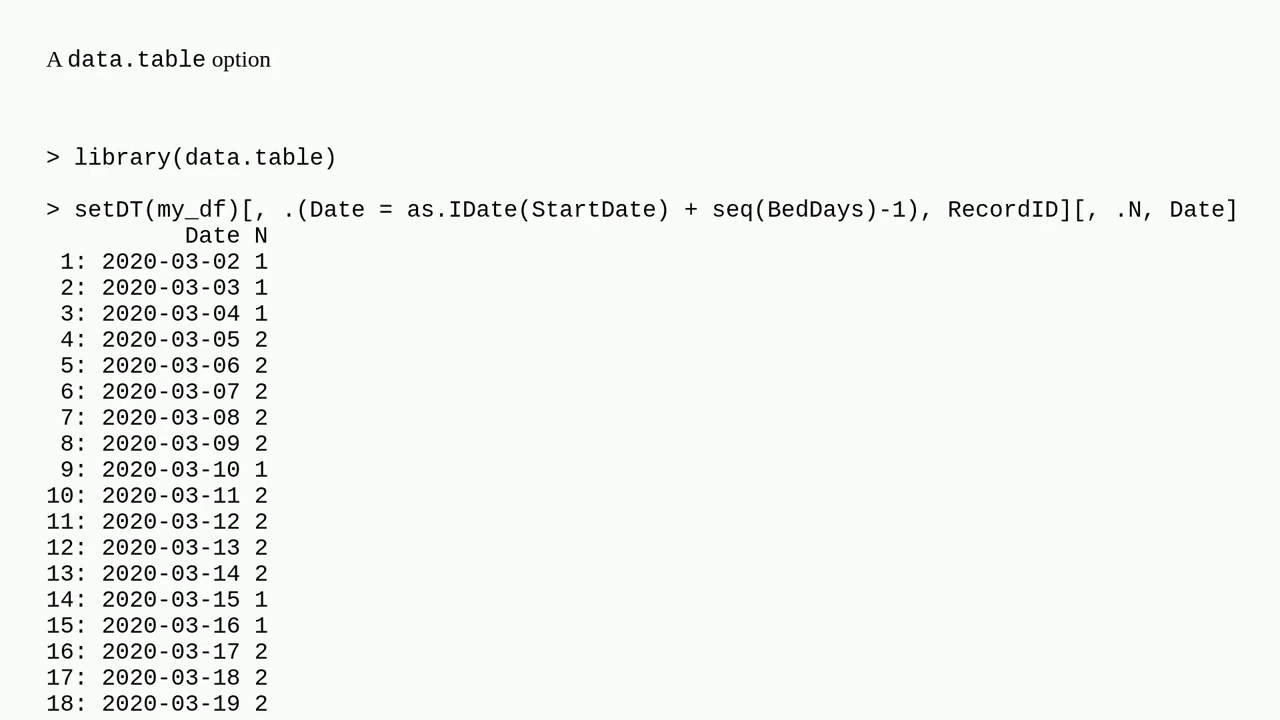 A data.table option
> library(data.table)
> setDT(my_df)[, .(Date = as.IDate(StartDate) + seq(BedDays)-1), RecordID][, .N, Date]
          Date N
 1: 2020-03-02 1
 2: 2020-03-03 1
 3: 2020-03-04 1
 4: 2020-03-05 2
 5: 2020-03-06 2
 6: 2020-03-07 2
 7: 2020-03-08 2
 8: 2020-03-09 2
 9: 2020-03-10 1
10: 2020-03-11 2
11: 2020-03-12 2
12: 2020-03-13 2
13: 2020-03-14 2
14: 2020-03-15 1
15: 2020-03-16 1
16: 2020-03-17 2
17: 2020-03-18 2
18: 2020-03-19 2